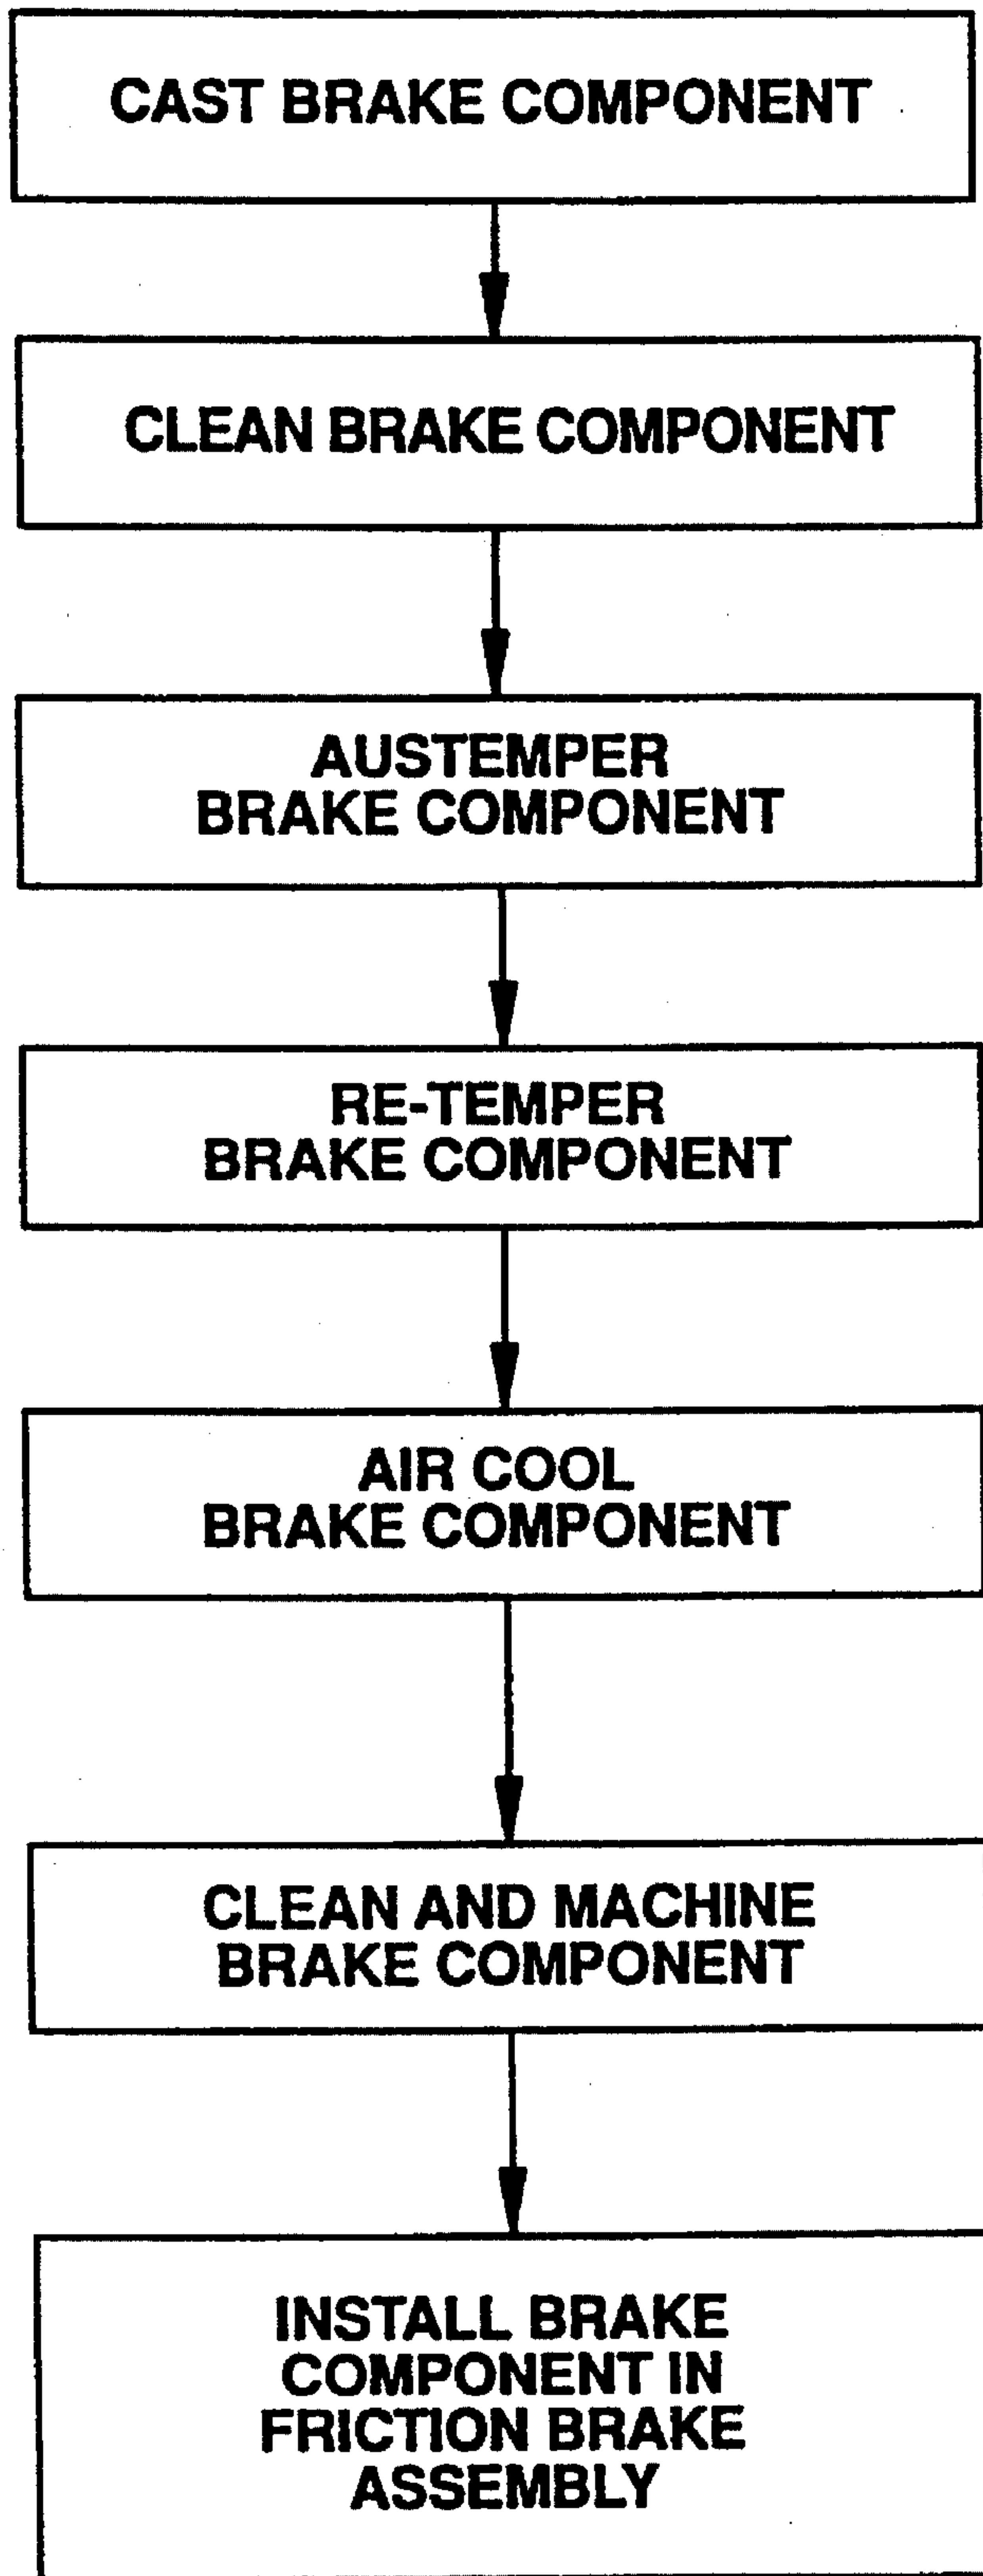 CAST BRAKE COMPONENT
CLEAN BRAKE COMPONENT
AUSTEMPER
BRAKE COMPONENT
RE-TEMPER
BRAKE COMPONENT
AIR COOL
BRAKE COMPONENT
CLEAN AND MACHINE
BRAKE COMPONENT
INSTALL BRAKE
COMPONENT IN
FRICTION BRAKE
ASSEMBLY